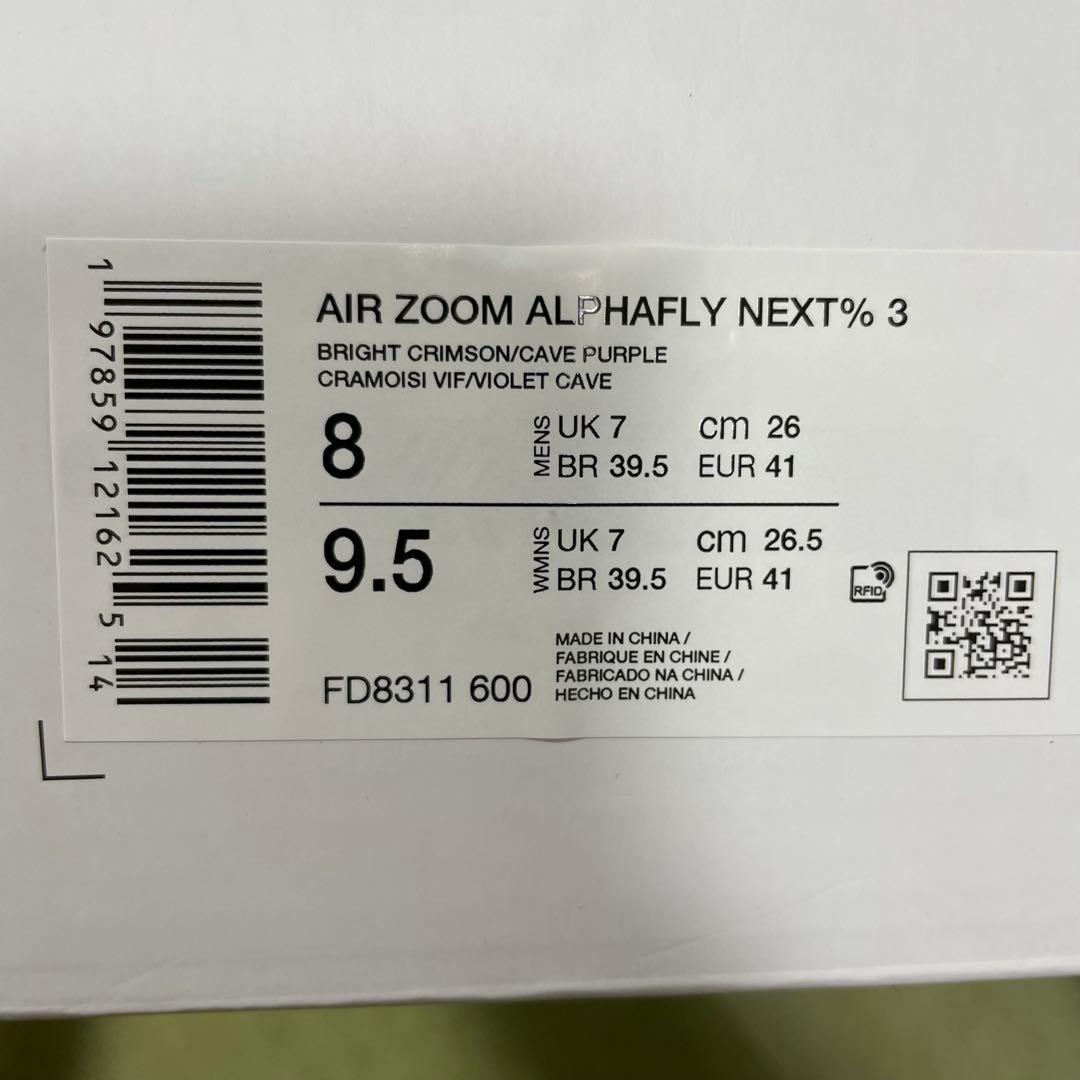 AIR ZOOM ALPHAFLY NEXT% 3
BRIGHT CRIMSON/CAVE PURPLE
CRAMOISI VIF/VIOLET CAVE
8 MENS UK 7 cm 26
BR 39.5 EUR 41
9.5 WMNS UK 7 cm 26.5
BR 39.5 EUR 41
RFID
MADE IN CHINA /
FABRIQUE EN CHINE /
FABRICADO NA CHINA /
HECHO EN CHINA
FD8311 600
1 97859 12162 5 14